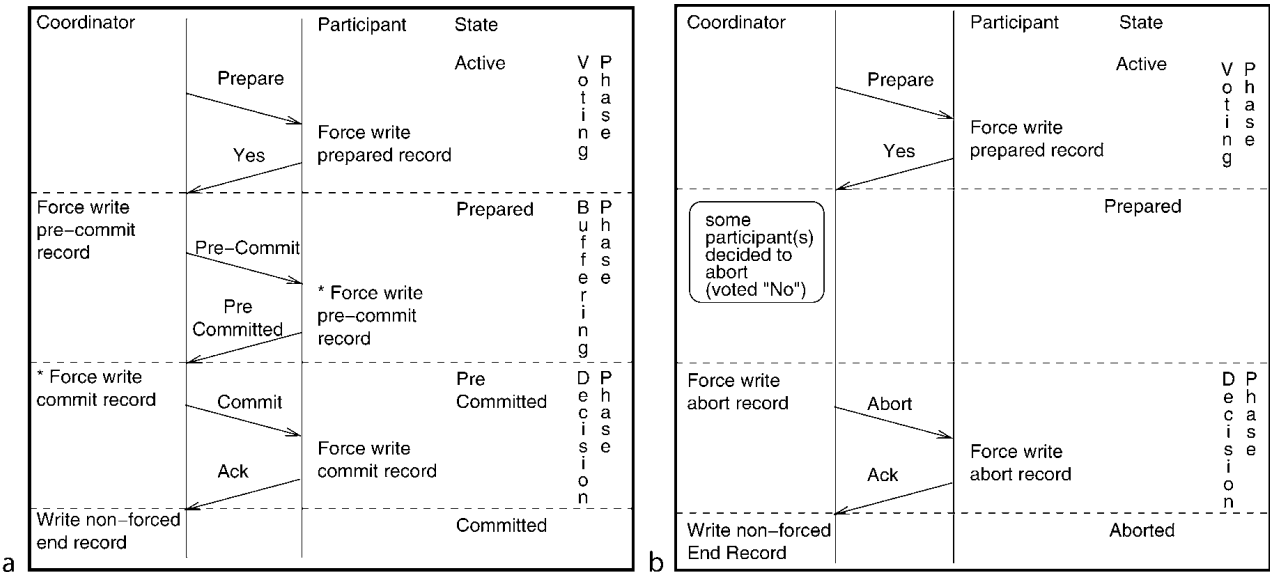 Coordinator
Participant
State
Active
Voting
Phase
Prepare
Force write
prepared record
Yes
Force write
pre−commit
record
Prepared
Buffering
Phase
Pre−Commit
* Force write
pre−commit
record
Pre
Committed
* Force write
commit record
Pre
Committed
Decision
Phase
Commit
Force write
commit record
Ack
Write non−forced
end record
Committed
a
Coordinator
Participant
State
Active
Voting
Phase
Prepare
Force write
prepared record
Yes
Prepared
some
participant(s)
decided to
abort
(voted "No")
Force write
abort record
Decision
Phase
Abort
Force write
abort record
Ack
Write non−forced
End Record
Aborted
b